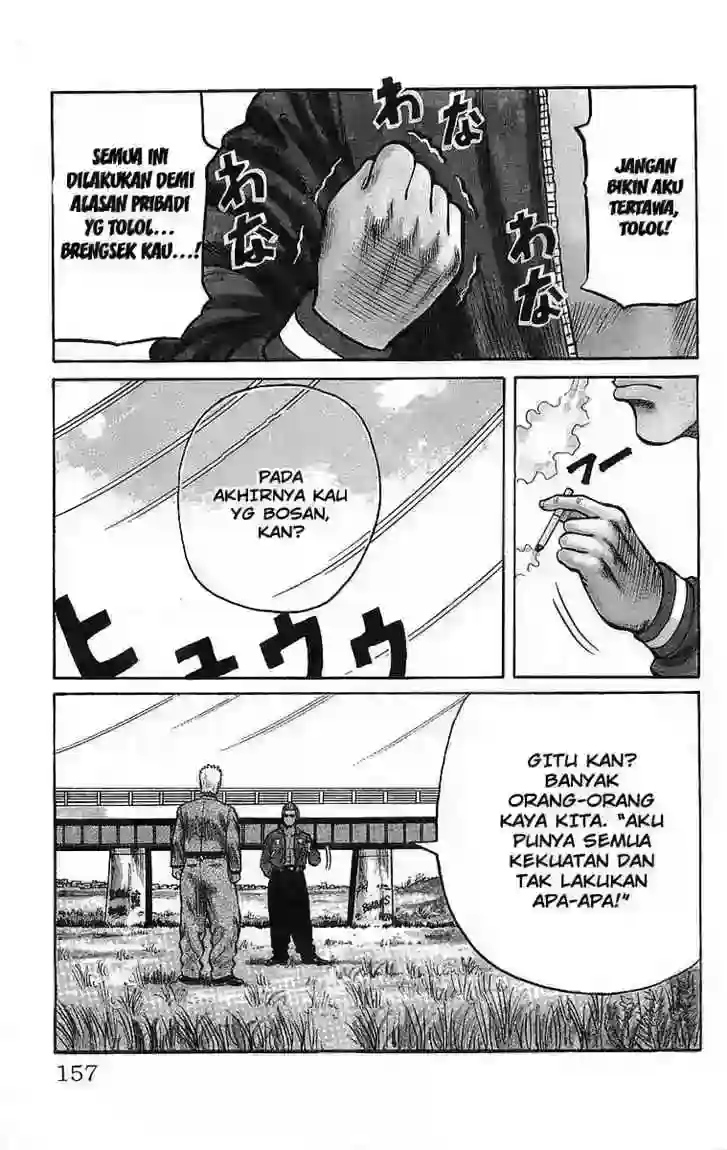 JANGAN
BIKIN AKU
TERTAWA,
TOLOL!
わな
わな
わな
SEMUA INI
DILAKUKAN DEMI
ALASAN PRIBADI
YG TOLOL...
BRENGSEK KAU...!
フー
PADA
AKHIRNYA KAU
YG BOSAN,
KAN?
ヒュウウ
GITU KAN?
BANYAK
ORANG-ORANG
KAYA KITA. "AKU
PUNYA SEMUA
KEKUATAN DAN
TAK LAKUKAN
APA-APA!"
157